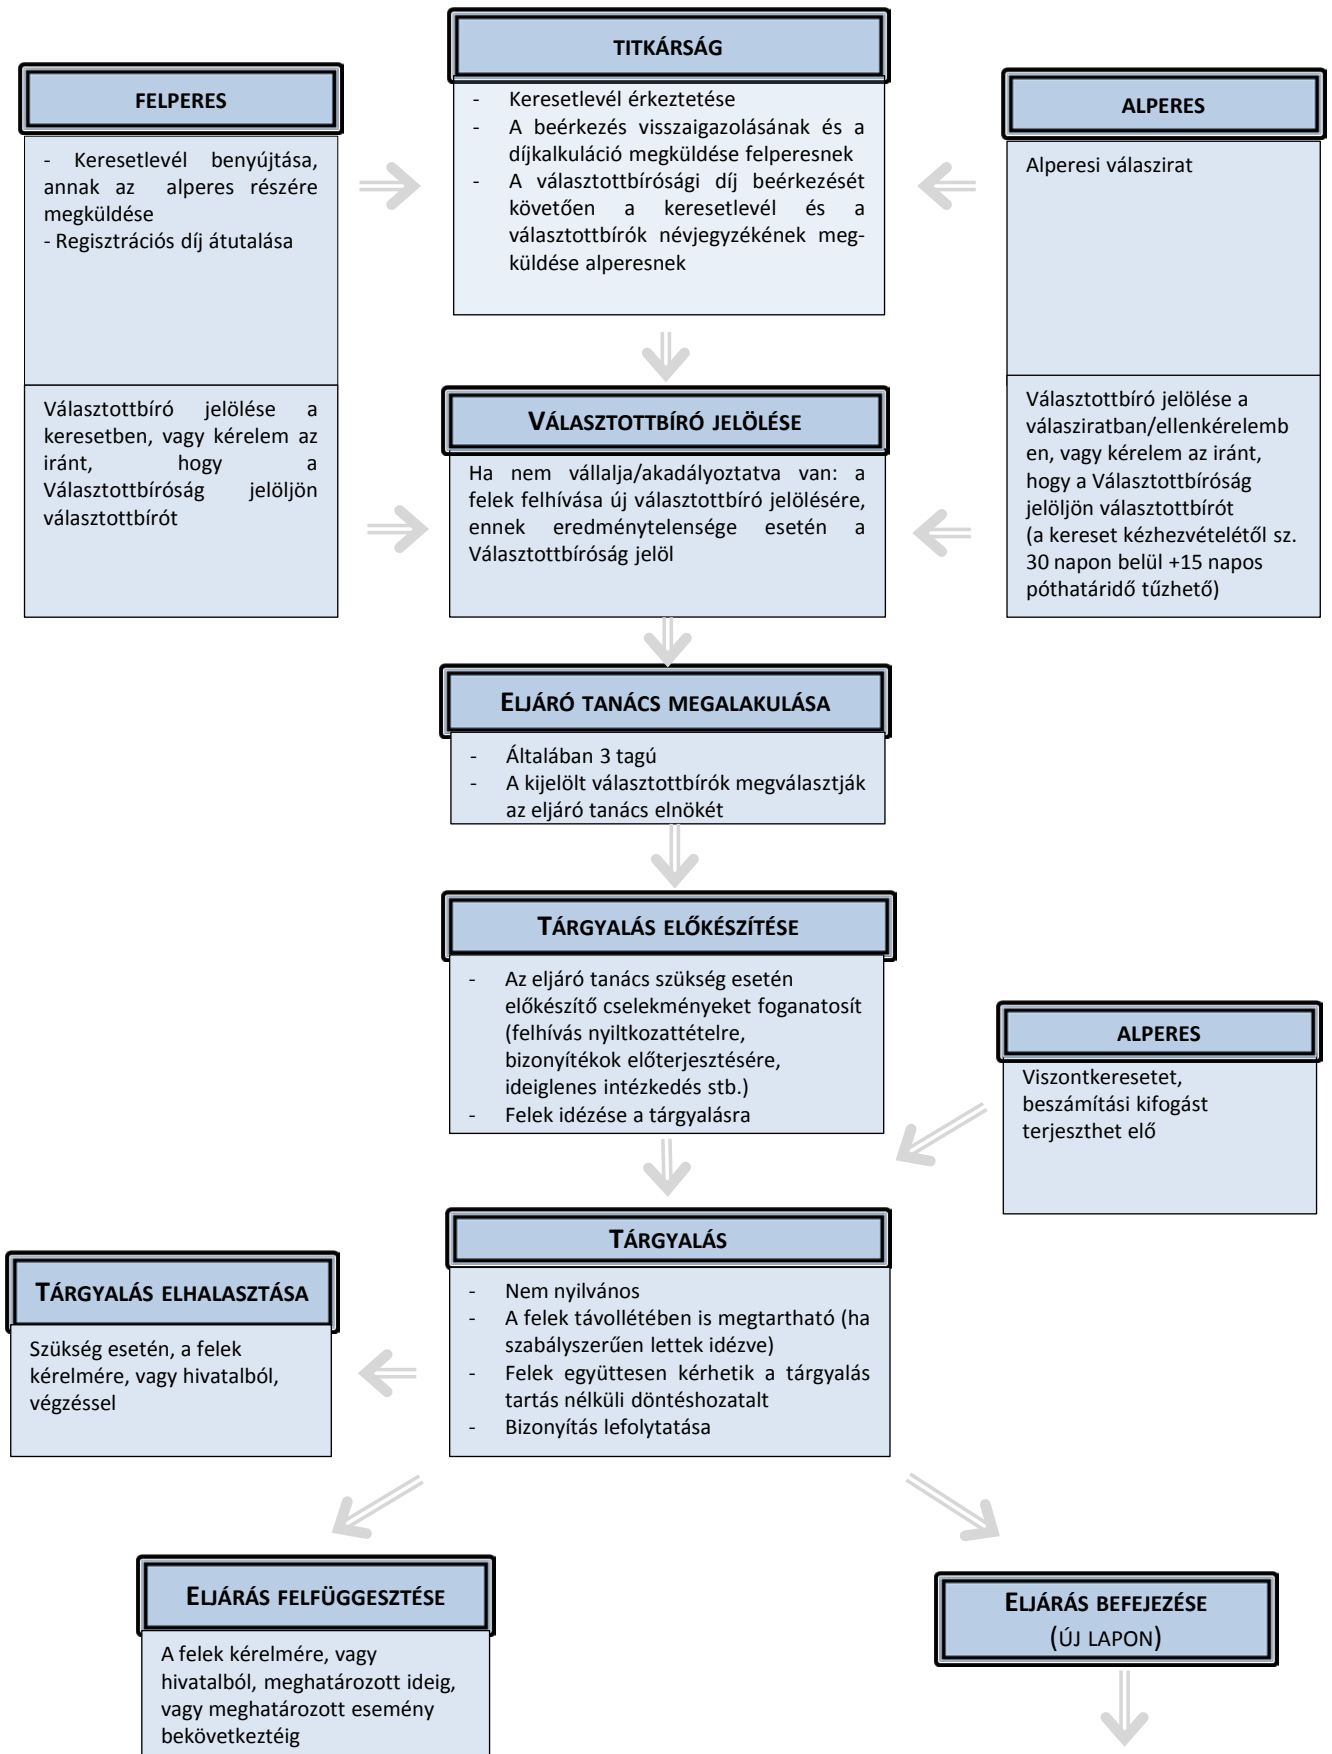 TITKÁRSÁG
- Keresetlevél érkeztetése
- A beérkezés visszaigazolásának és a
díjkalkuláció megküldése felperesnek
- A választottbírósági díj beérkezését
követően a keresetlevél és a
választottbírók névjegyzékének meg-
küldése alperesnek
FELPERES
- Keresetlevél benyújtása,
annak az alperes részére
megküldése
- Regisztrációs díj átutalása
ALPERES
Alperesi válaszirat
Választottbíró jelölése a
keresetben, vagy kérelem az
iránt, hogy a
Választottbíróság jelöljön
választottbírót
VÁLASZTOTTBÍRÓ JELÖLÉSE
Ha nem vállalja/akadályoztatva van: a
felek felhívása új választottbíró jelölésére,
ennek eredménytelensége esetén a
Választottbíróság jelöl
Választottbíró jelölése a
válasziratban/ellenkérelemb
en, vagy kérelem az iránt,
hogy a Választottbíróság
jelöljön választottbírót
(a kereset kézhezvételétől sz.
30 napon belül +15 napos
póthatáridő tűzhető)
ELJÁRÓ TANÁCS MEGALAKULÁSA
- Általában 3 tagú
- A kijelölt választottbírók megválasztják
az eljáró tanács elnökét
TÁRGYALÁS ELŐKÉSZÍTÉSE
- Az eljáró tanács szükség esetén
előkészítő cselekményeket foganatosít
(felhívás nyiltkozattételre,
bizonyítékok előterjesztésére,
ideiglenes intézkedés stb.)
- Felek idézése a tárgyalásra
ALPERES
Viszontkeresetet,
beszámítási kifogást
terjeszthet elő
TÁRGYALÁS
- Nem nyilvános
- A felek távollétében is megtartható (ha
szabályszerűen lettek idézve)
- Felek együttesen kérhetik a tárgyalás
tartás nélküli döntéshozatalt
- Bizonyítás lefolytatása
TÁRGYALÁS ELHALASZTÁSA
Szükség esetén, a felek
kérelmére, vagy hivatalból,
végzéssel
ELJÁRÁS FELFÜGGESZTÉSE
A felek kérelmére, vagy
hivatalból, meghatározott ideig,
vagy meghatározott esemény
bekövetkeztéig
ELJÁRÁS BEFEJEZÉSE
(ÚJ LAPON)